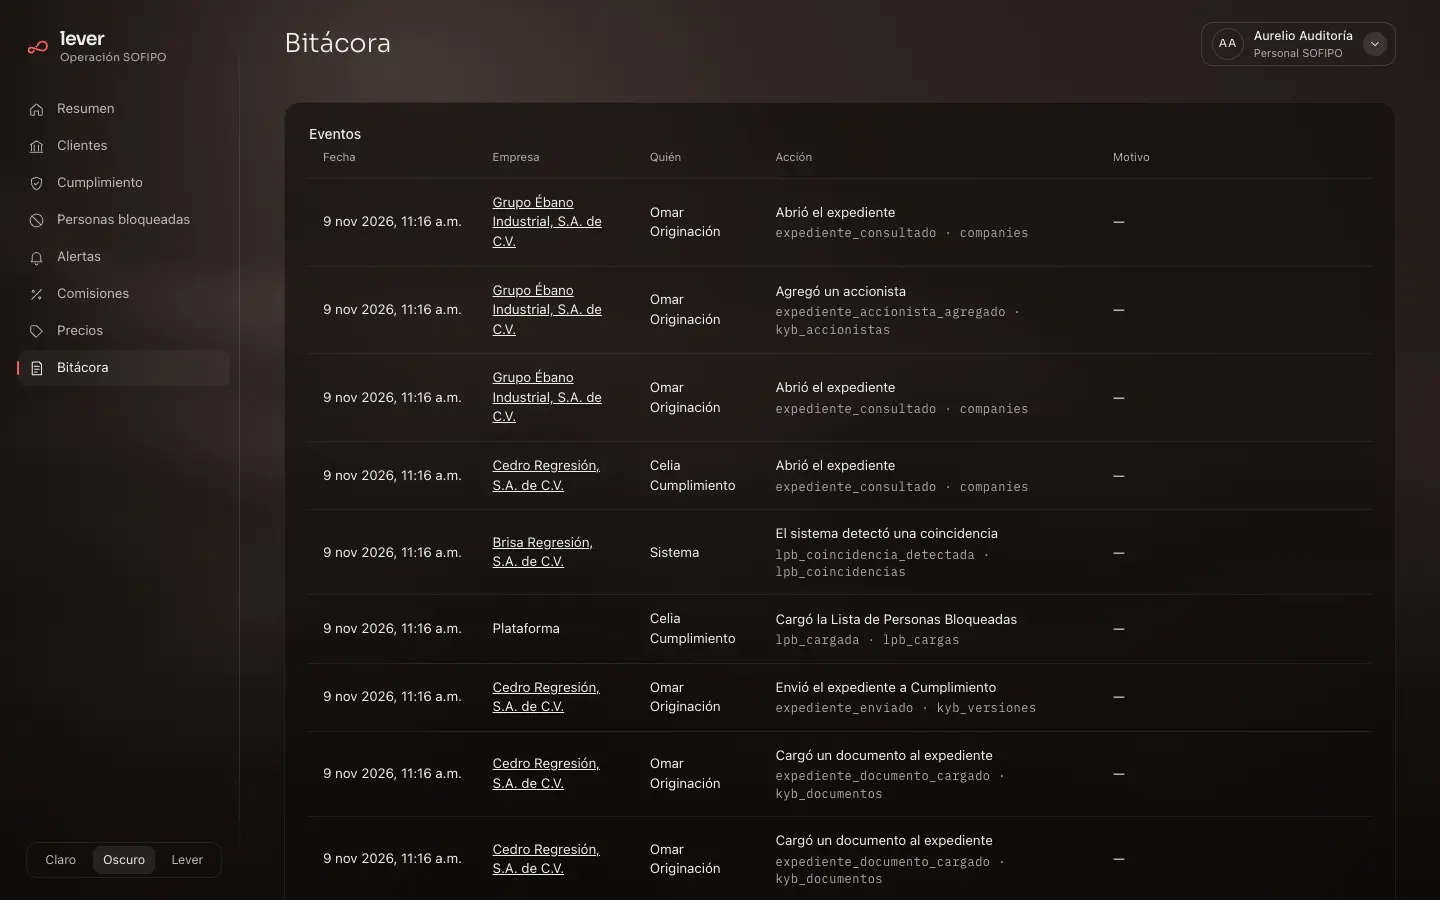 lever
Operación SOFIPO
Bitácora
AA
Aurelio Auditoría
Personal SOFIPO
Resumen
Clientes
Cumplimiento
Personas bloqueadas
Alertas
Comisiones
Precios
Bitácora
Claro
Oscuro
Lever
Eventos
Fecha
Empresa
Quién
Acción
Motivo
9 nov 2026, 11:16 a.m.
Grupo Ébano
Industrial, S.A. de
C.V.
Omar
Originación
Abrió el expediente
expediente_consultado · companies
—
9 nov 2026, 11:16 a.m.
Grupo Ébano
Industrial, S.A. de
C.V.
Omar
Originación
Agregó un accionista
expediente_accionista_agregado ·
kyb_accionistas
—
9 nov 2026, 11:16 a.m.
Grupo Ébano
Industrial, S.A. de
C.V.
Omar
Originación
Abrió el expediente
expediente_consultado · companies
—
9 nov 2026, 11:16 a.m.
Cedro Regresión,
S.A. de C.V.
Celia
Cumplimiento
Abrió el expediente
expediente_consultado · companies
—
9 nov 2026, 11:16 a.m.
Brisa Regresión,
S.A. de C.V.
Sistema
El sistema detectó una coincidencia
lpb_coincidencia_detectada ·
lpb_coincidencias
—
9 nov 2026, 11:16 a.m.
Plataforma
Celia
Cumplimiento
Cargó la Lista de Personas Bloqueadas
lpb_cargada · lpb_cargas
—
9 nov 2026, 11:16 a.m.
Cedro Regresión,
S.A. de C.V.
Omar
Originación
Envió el expediente a Cumplimiento
expediente_enviado · kyb_versiones
—
9 nov 2026, 11:16 a.m.
Cedro Regresión,
S.A. de C.V.
Omar
Originación
Cargó un documento al expediente
expediente_documento_cargado ·
kyb_documentos
—
9 nov 2026, 11:16 a.m.
Cedro Regresión,
S.A. de C.V.
Omar
Originación
Cargó un documento al expediente
expediente_documento_cargado ·
kyb_documentos
—